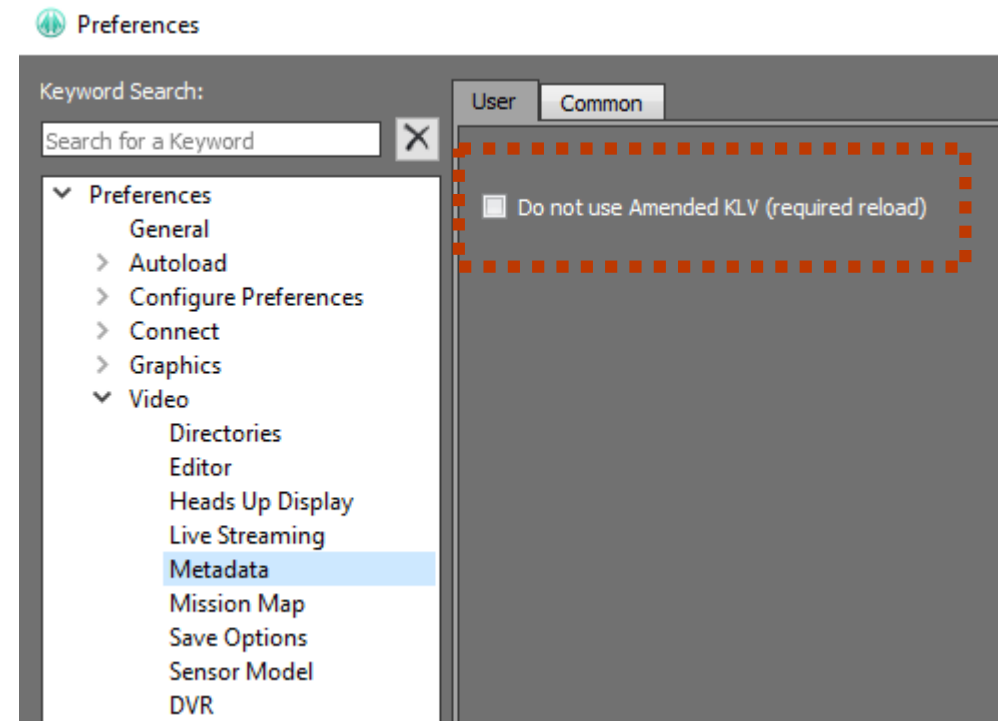 Preferences
Keyword Search:
Search for a Keyword
User
Common
Do not use Amended KLV (required reload)
Preferences
General
Autoload
Configure Preferences
Connect
Graphics
Video
Directories
Editor
Heads Up Display
Live Streaming
Metadata
Mission Map
Save Options
Sensor Model
DVR